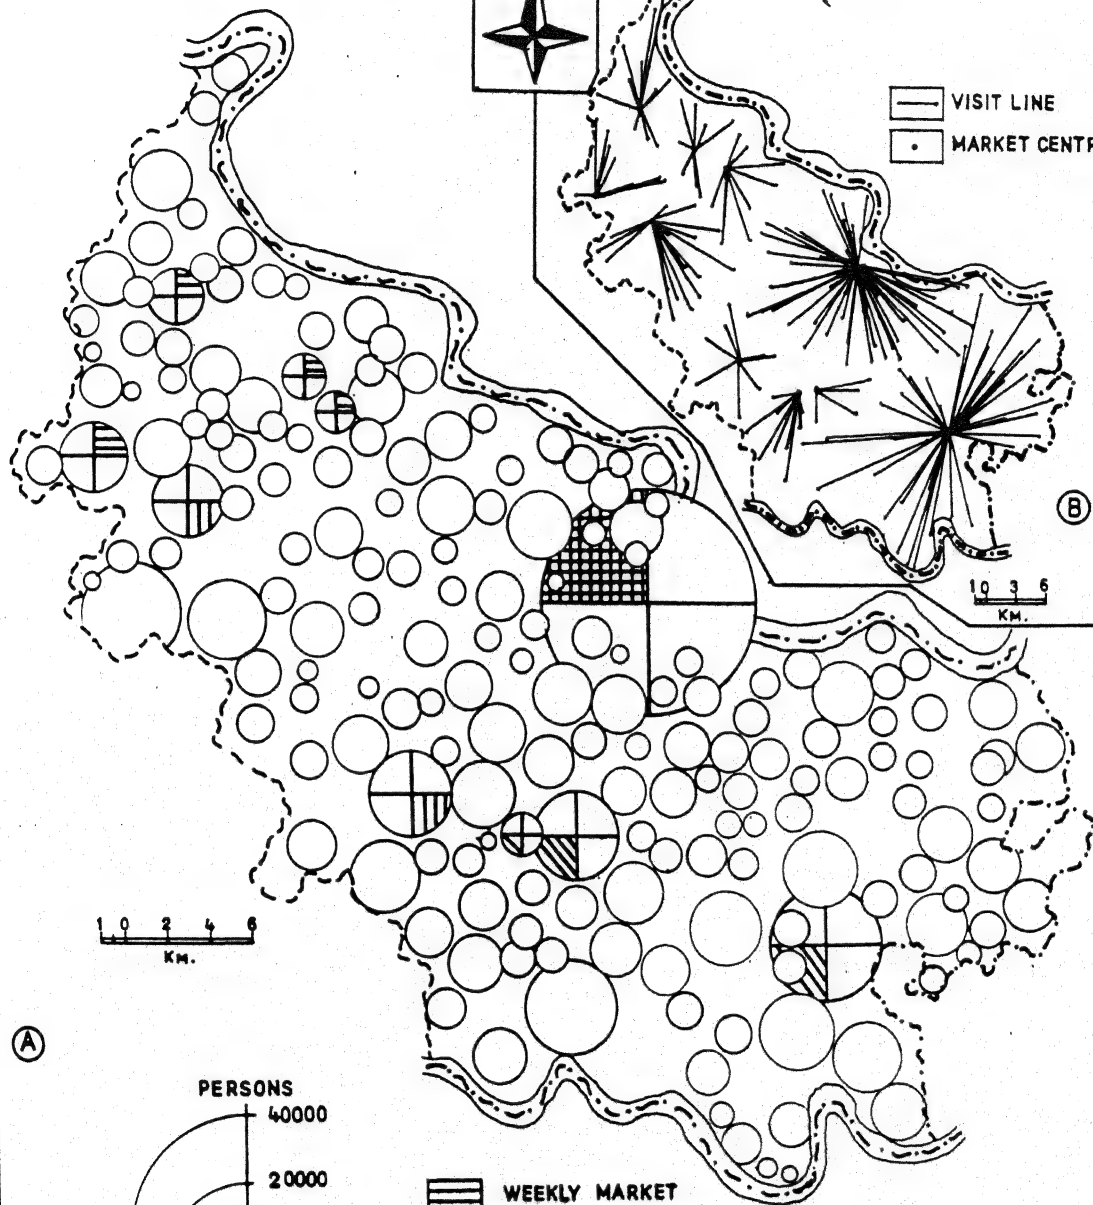 VISIT LINE
MARKET CENTR
B
1 0 3 6
KM.
1 0 2 4 6
KM.
A
PERSONS
40000
20000
WEEKLY MARKET